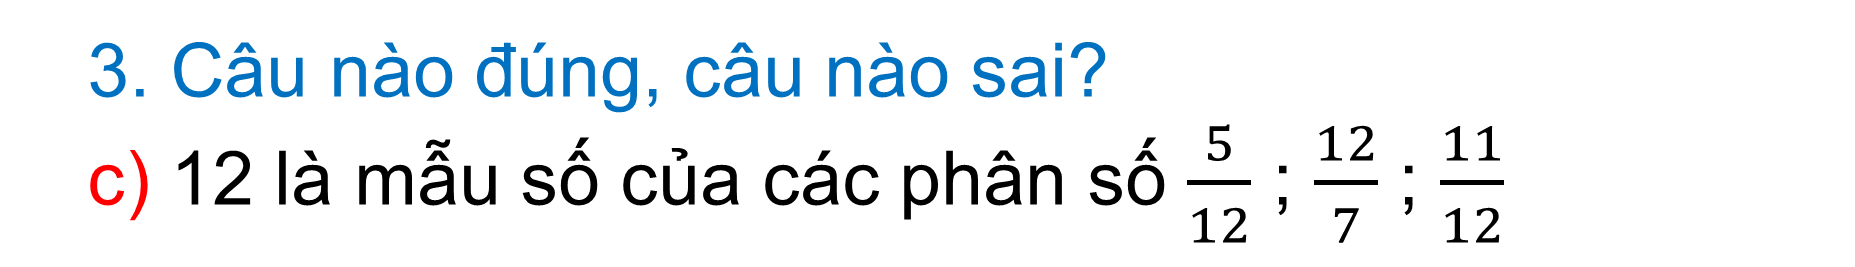 3. Câu nào đúng, câu nào sai?
c) 12 là mẫu số của các phân số 5/12 ; 12/7 ; 11/12